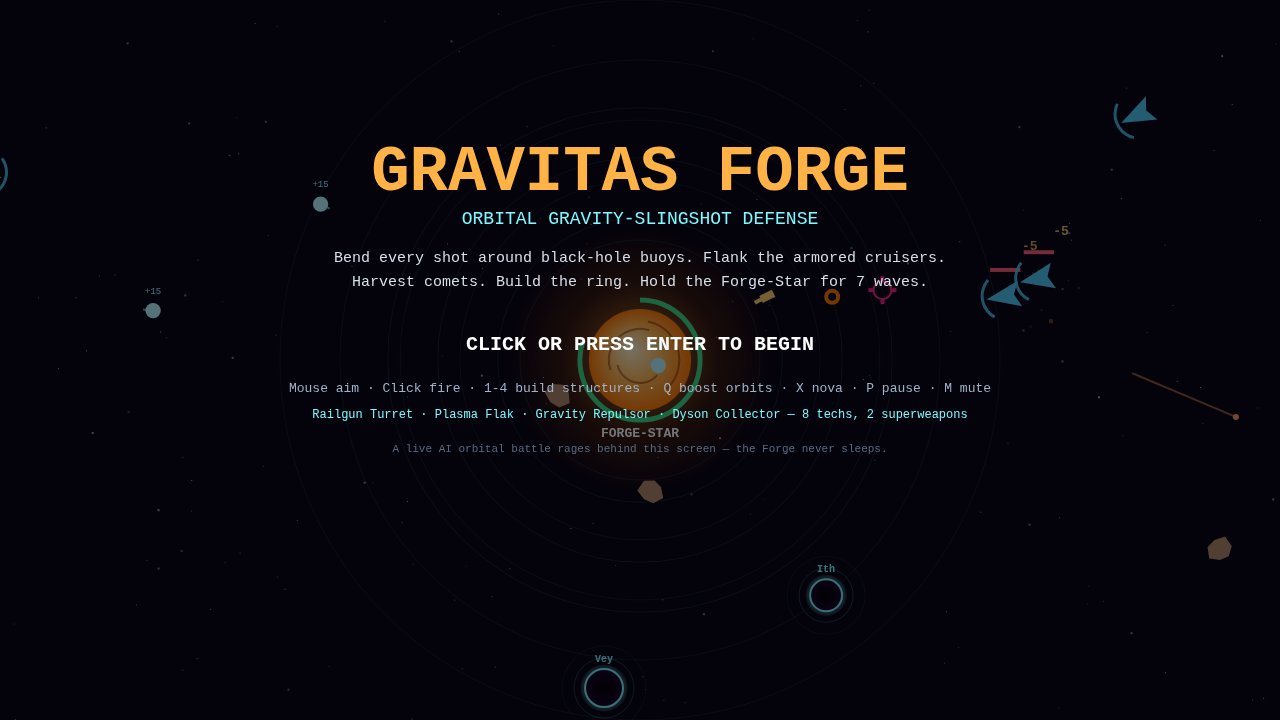 GRAVITAS FORGE
+15
ORBITAL GRAVITY-SLINGSHOT DEFENSE
-5
-5
Bend every shot around black-hole buoys. Flank the armored cruisers.
Harvest comets. Build the ring. Hold the Forge-Star for 7 waves.
+15
CLICK OR PRESS ENTER TO BEGIN
Mouse aim · Click fire · 1-4 build structures · Q boost orbits · X nova · P pause · M mute
Railgun Turret · Plasma Flak · Gravity Repulsor · Dyson Collector — 8 techs, 2 superweapons
FORGE-STAR
A live AI orbital battle rages behind this screen — the Forge never sleeps.
Ith
Vey